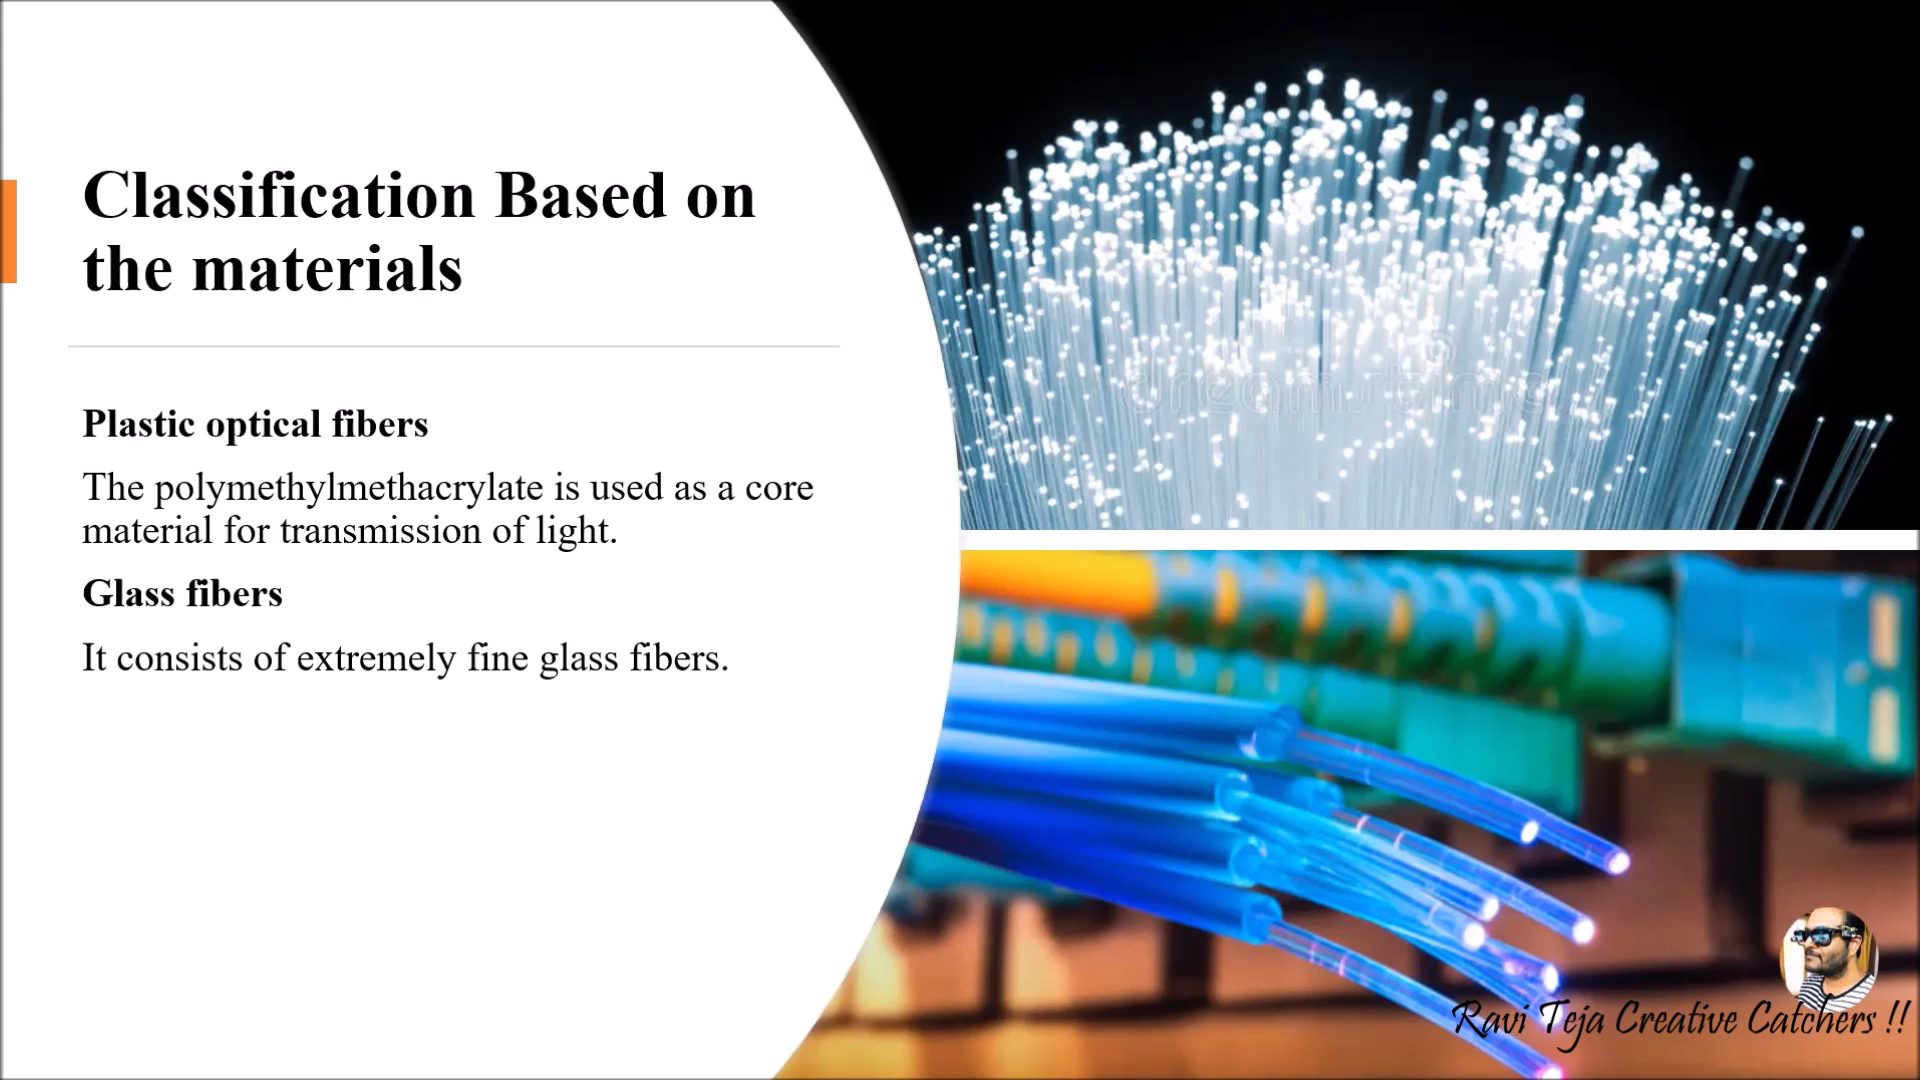 Classification Based on
the materials
Plastic optical fibers
The polymethylmethacrylate is used as a core
material for transmission of light.
Glass fibers
It consists of extremely fine glass fibers.
dreamstime
Ravi Teja Creative Catchers !!